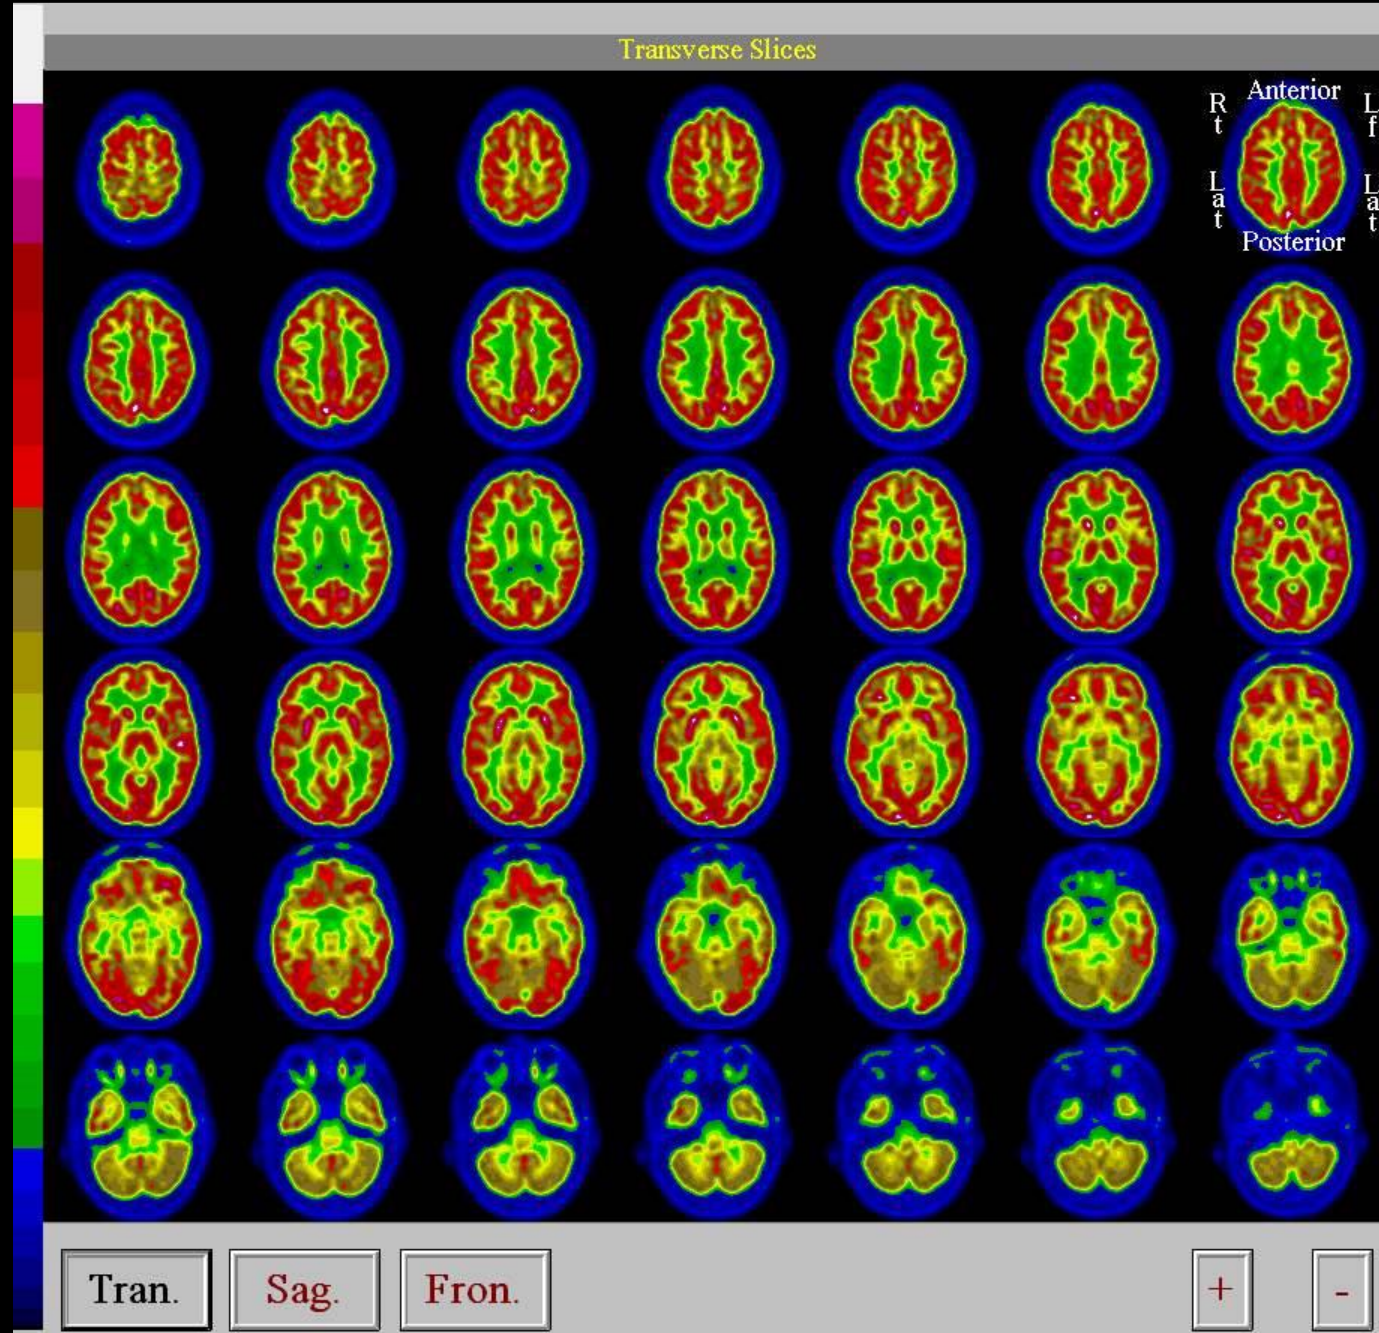 Transverse Slices
Anterior
Rt Lat
Lf Lat
Posterior
Tran.
Sag.
Fron.
+
-